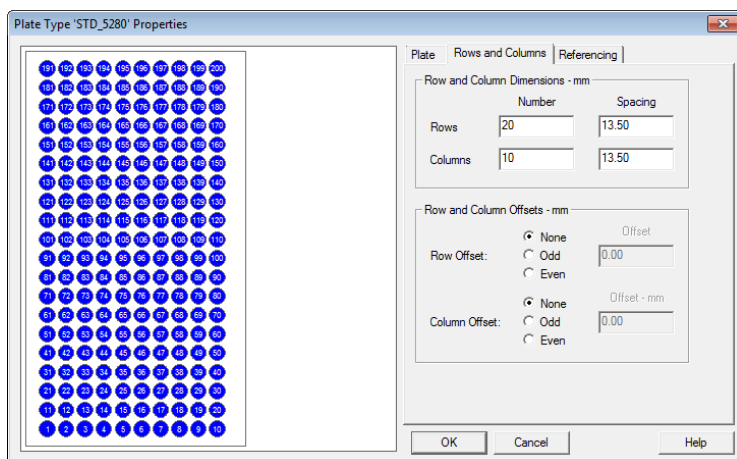 Plate Type 'STD_5280' Properties
191 192 193 194 195 196 197 198 199 200
181 182 183 184 185 186 187 188 189 190
171 172 173 174 175 176 177 178 179 180
161 162 163 164 165 166 167 168 169 170
151 152 153 154 155 156 157 158 159 160
141 142 143 144 145 146 147 148 149 150
131 132 133 134 135 136 137 138 139 140
121 122 123 124 125 126 127 128 129 130
111 112 113 114 115 116 117 118 119 120
101 102 103 104 105 106 107 108 109 110
91 92 93 94 95 96 97 98 99 100
81 82 83 84 85 86 87 88 89 90
71 72 73 74 75 76 77 78 79 80
61 62 63 64 65 66 67 68 69 70
51 52 53 54 55 56 57 58 59 60
41 42 43 44 45 46 47 48 49 50
31 32 33 34 35 36 37 38 39 40
21 22 23 24 25 26 27 28 29 30
11 12 13 14 15 16 17 18 19 20
1 2 3 4 5 6 7 8 9 10
Plate Rows and Columns Referencing
Row and Column Dimensions - mm
Number Spacing
Rows 20 13.50
Columns 10 13.50
Row and Column Offsets - mm
Offset
None
Row Offset: Odd 0.00
Even
None Offset - mm
Column Offset: Odd 0.00
Even
OK Cancel Help